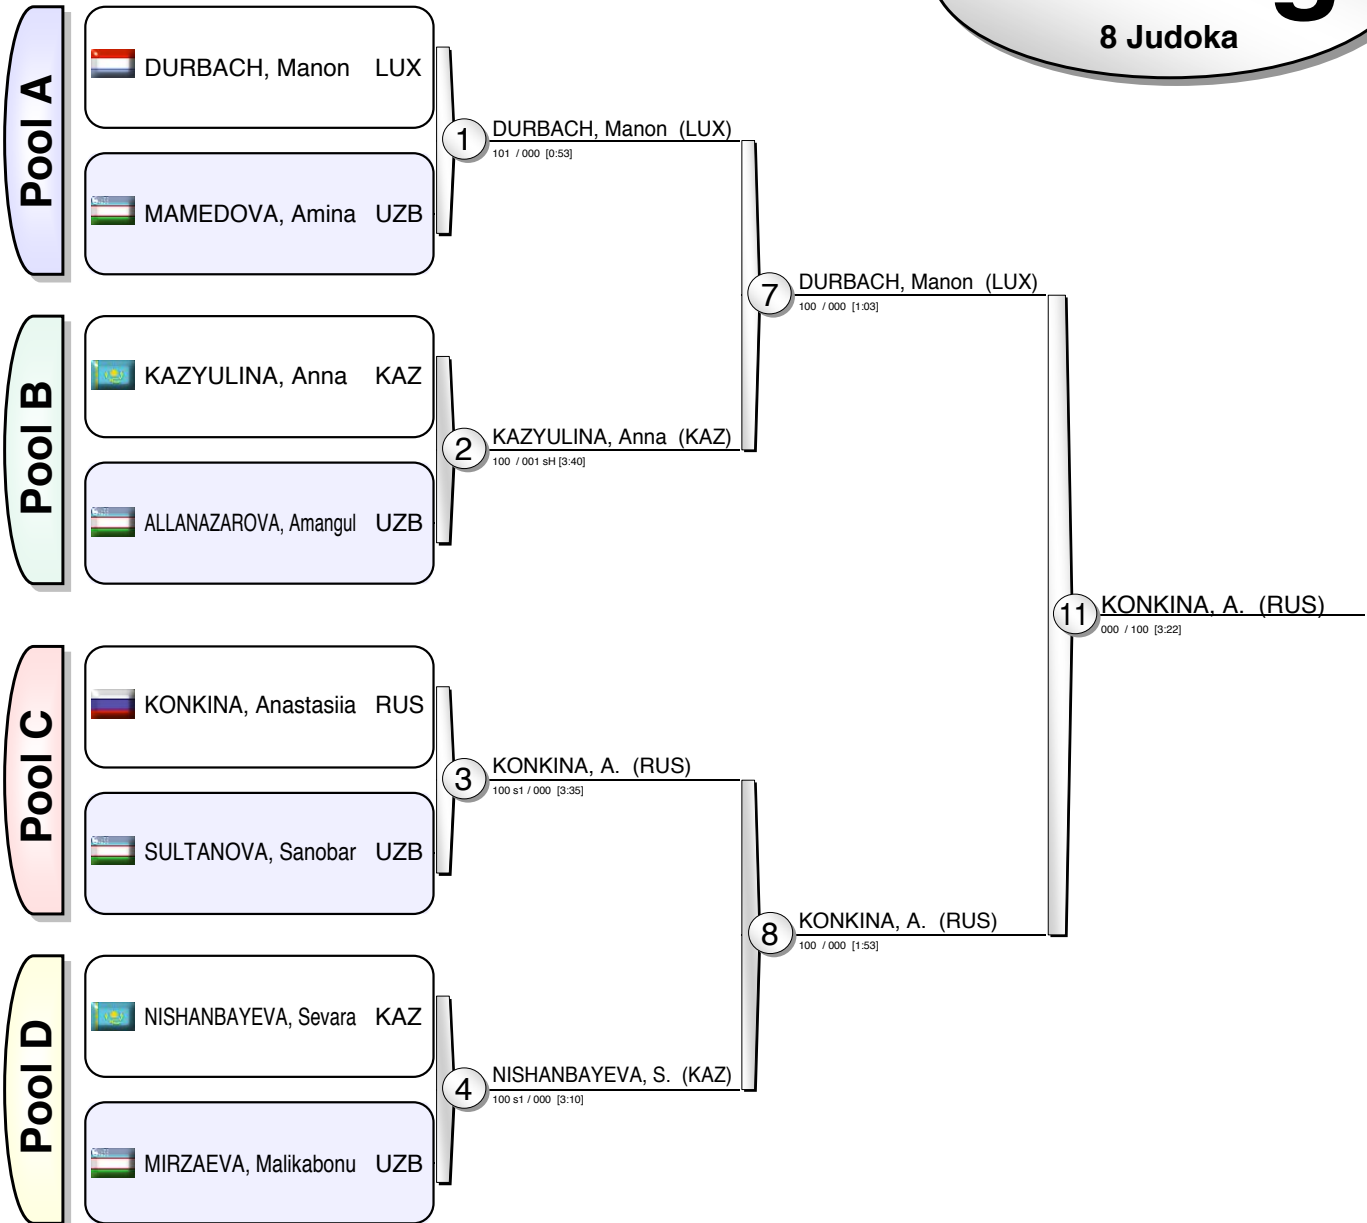 8 Judoka
Pool A
DURBACH, Manon LUX
MAMEDOVA, Amina UZB
1
DURBACH, Manon (LUX)
101 / 000 [0:53]
Pool B
KAZYULINA, Anna KAZ
ALLANAZAROVA, Amangul UZB
2
KAZYULINA, Anna (KAZ)
100 / 001 sH [3:40]
7
DURBACH, Manon (LUX)
100 / 000 [1:03]
Pool C
KONKINA, Anastasiia RUS
SULTANOVA, Sanobar UZB
3
KONKINA, A. (RUS)
100 s1 / 000 [3:35]
Pool D
NISHANBAYEVA, Sevara KAZ
MIRZAEVA, Malikabonu UZB
4
NISHANBAYEVA, S. (KAZ)
100 s1 / 000 [3:10]
8
KONKINA, A. (RUS)
100 / 000 [1:53]
11
KONKINA, A. (RUS)
000 / 100 [3:22]